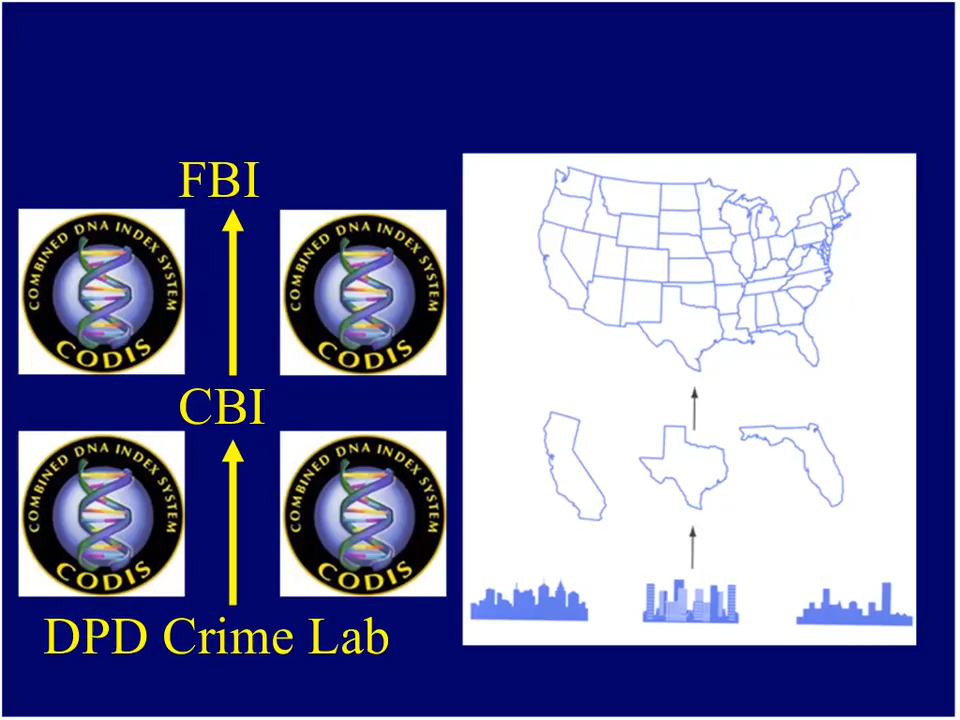 FBI
COMBINED DNA INDEX SYSTEM
CODIS
COMBINED DNA INDEX SYSTEM
CODIS
CBI
COMBINED DNA INDEX SYSTEM
CODIS
COMBINED DNA INDEX SYSTEM
CODIS
DPD Crime Lab